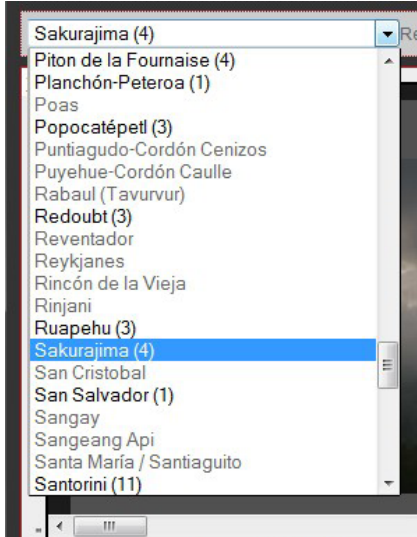 Sakurajima (4)
Re
Piton de la Fournaise (4)
Planchón-Peteroa (1)
Poas
Popocatépetl (3)
Puntiagudo-Cordón Cenizos
Puyehue-Cordón Caulle
Rabaul (Tavurvur)
Redoubt (3)
Reventador
Reykjanes
Rincón de la Vieja
Rinjani
Ruapehu (3)
Sakurajima (4)
San Cristobal
San Salvador (1)
Sangay
Sangeang Api
Santa María / Santiaguito
Santorini (11)